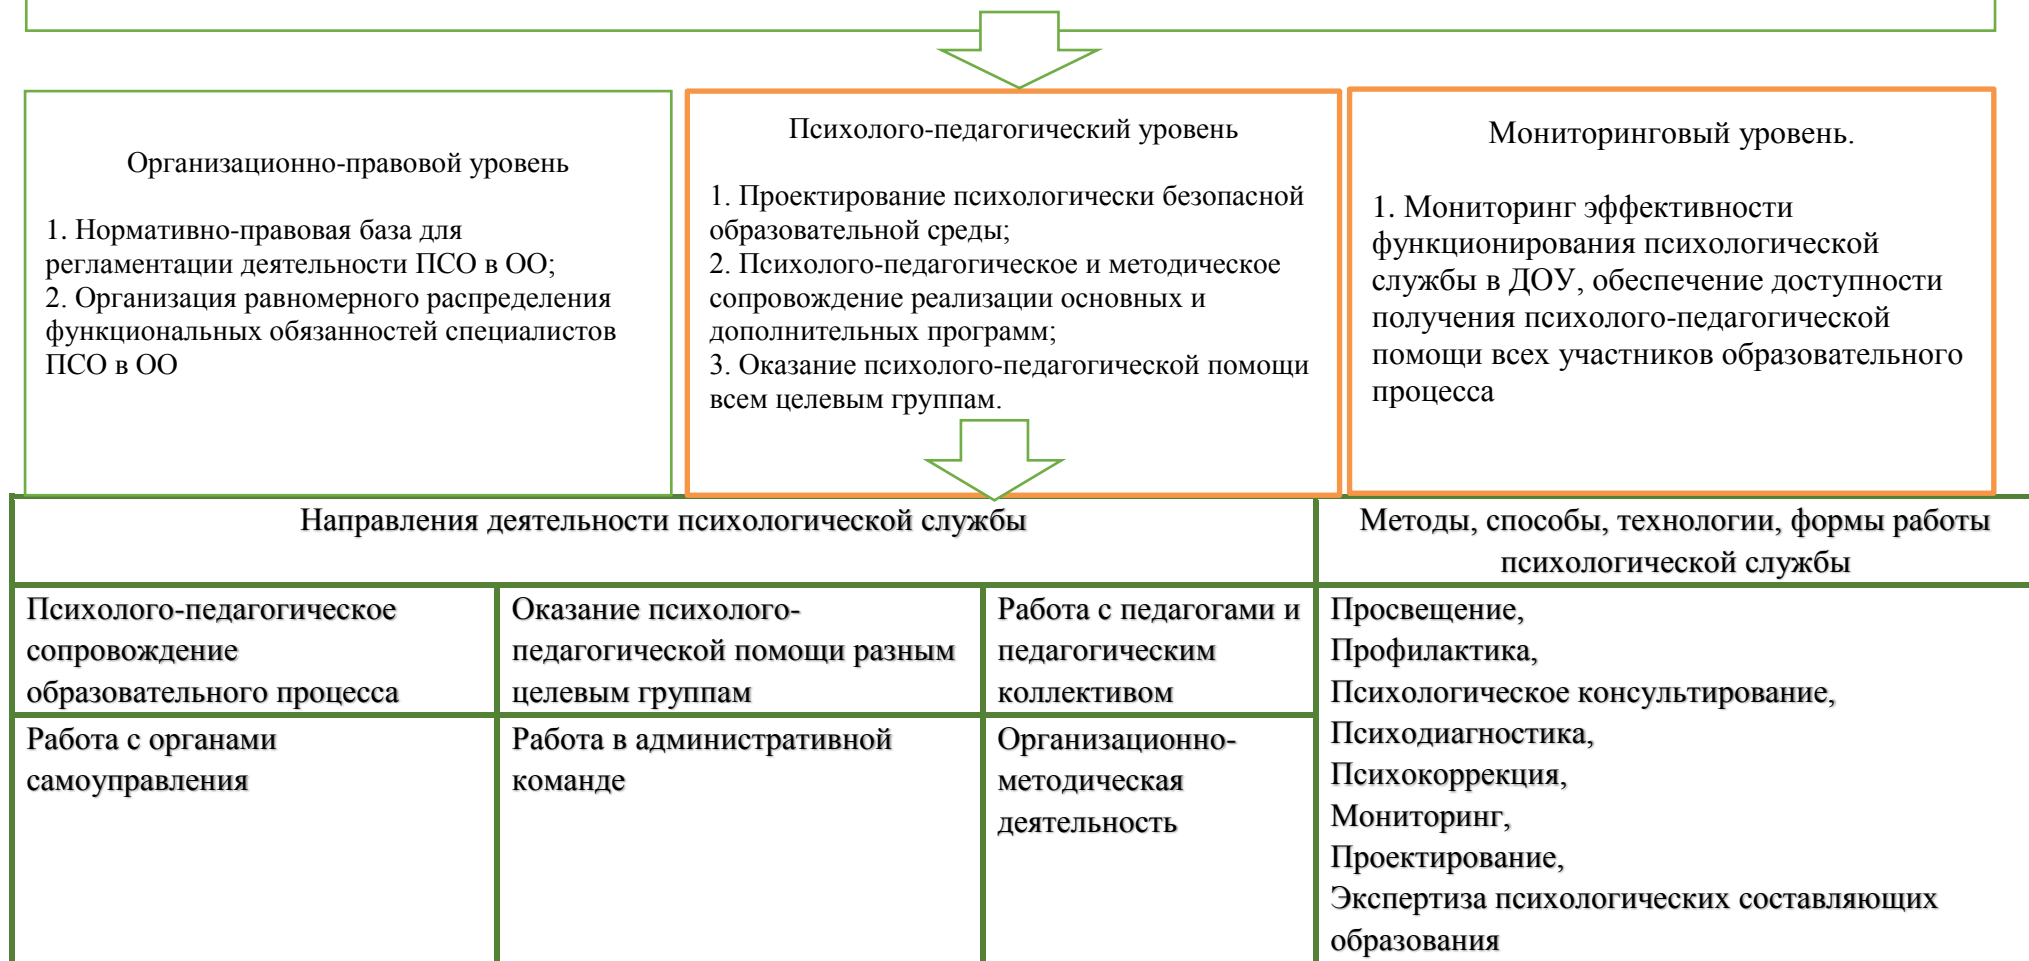 Организационно-правовой уровень
1. Нормативно-правовая база для
регламентации деятельности ПСО в ОО;
2. Организация равномерного распределения
функциональных обязанностей специалистов
ПСО в ОО
Психолого-педагогический уровень
1. Проектирование психологически безопасной
образовательной среды;
2. Психолого-педагогическое и методическое
сопровождение реализации основных и
дополнительных программ;
3. Оказание психолого-педагогической помощи
всем целевым группам.
Мониторинговый уровень.
1. Мониторинг эффективности
функционирования психологической
службы в ДОУ, обеспечение доступности
получения психолого-педагогической
помощи всех участников образовательного
процесса
Направления деятельности психологической службы
Методы, способы, технологии, формы работы
психологической службы
Психолого-педагогическое
сопровождение
образовательного процесса
Оказание психолого-
педагогической помощи разным
целевым группам
Работа с педагогами и
педагогическим
коллективом
Работа с органами
самоуправления
Работа в административной
команде
Организационно-
методическая
деятельность
Просвещение,
Профилактика,
Психологическое консультирование,
Психодиагностика,
Психокоррекция,
Мониторинг,
Проектирование,
Экспертиза психологических составляющих
образования